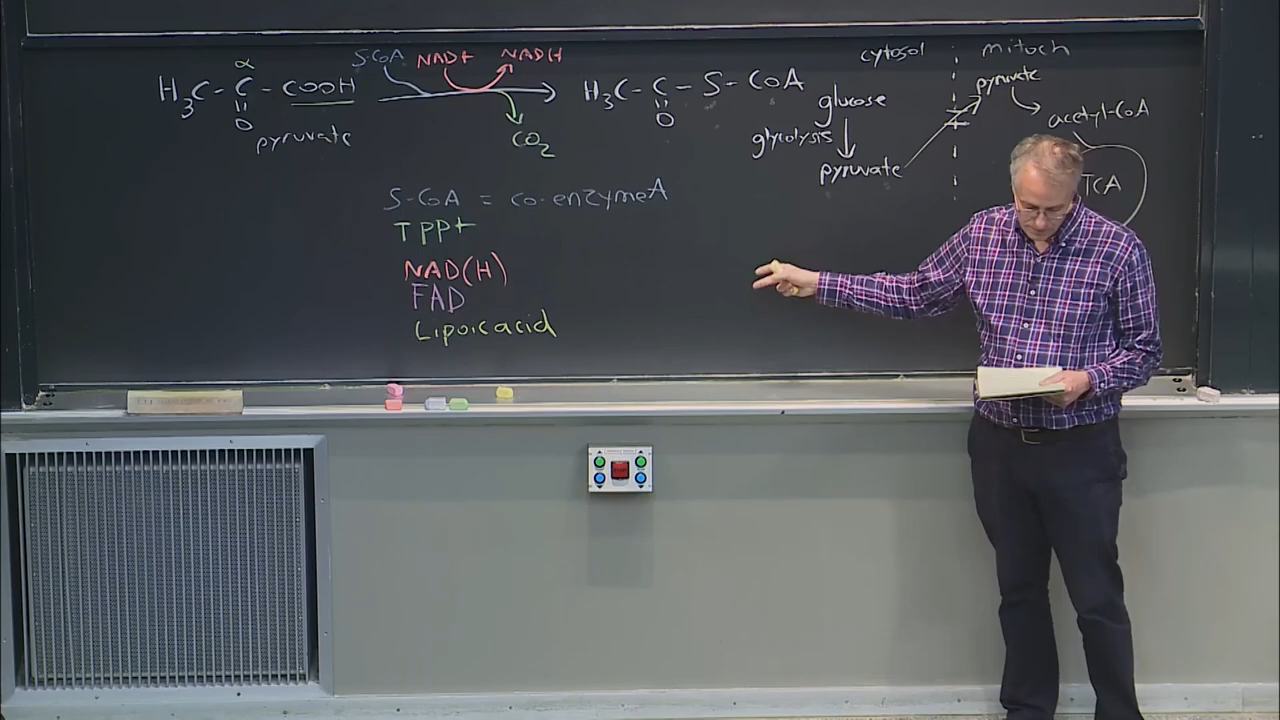 S-CoA NAD+ NADH
α
H3C-C-COOH
O
pyruvate
CO2
H3C-C-S-CoA
O
cytosol mitoch
glucose
glycolysis
pyruvate
pyruvate
acetyl-CoA
TCA
S-CoA = co-enzymeA
TPP+
NAD(H)
FAD
Lipoic acid